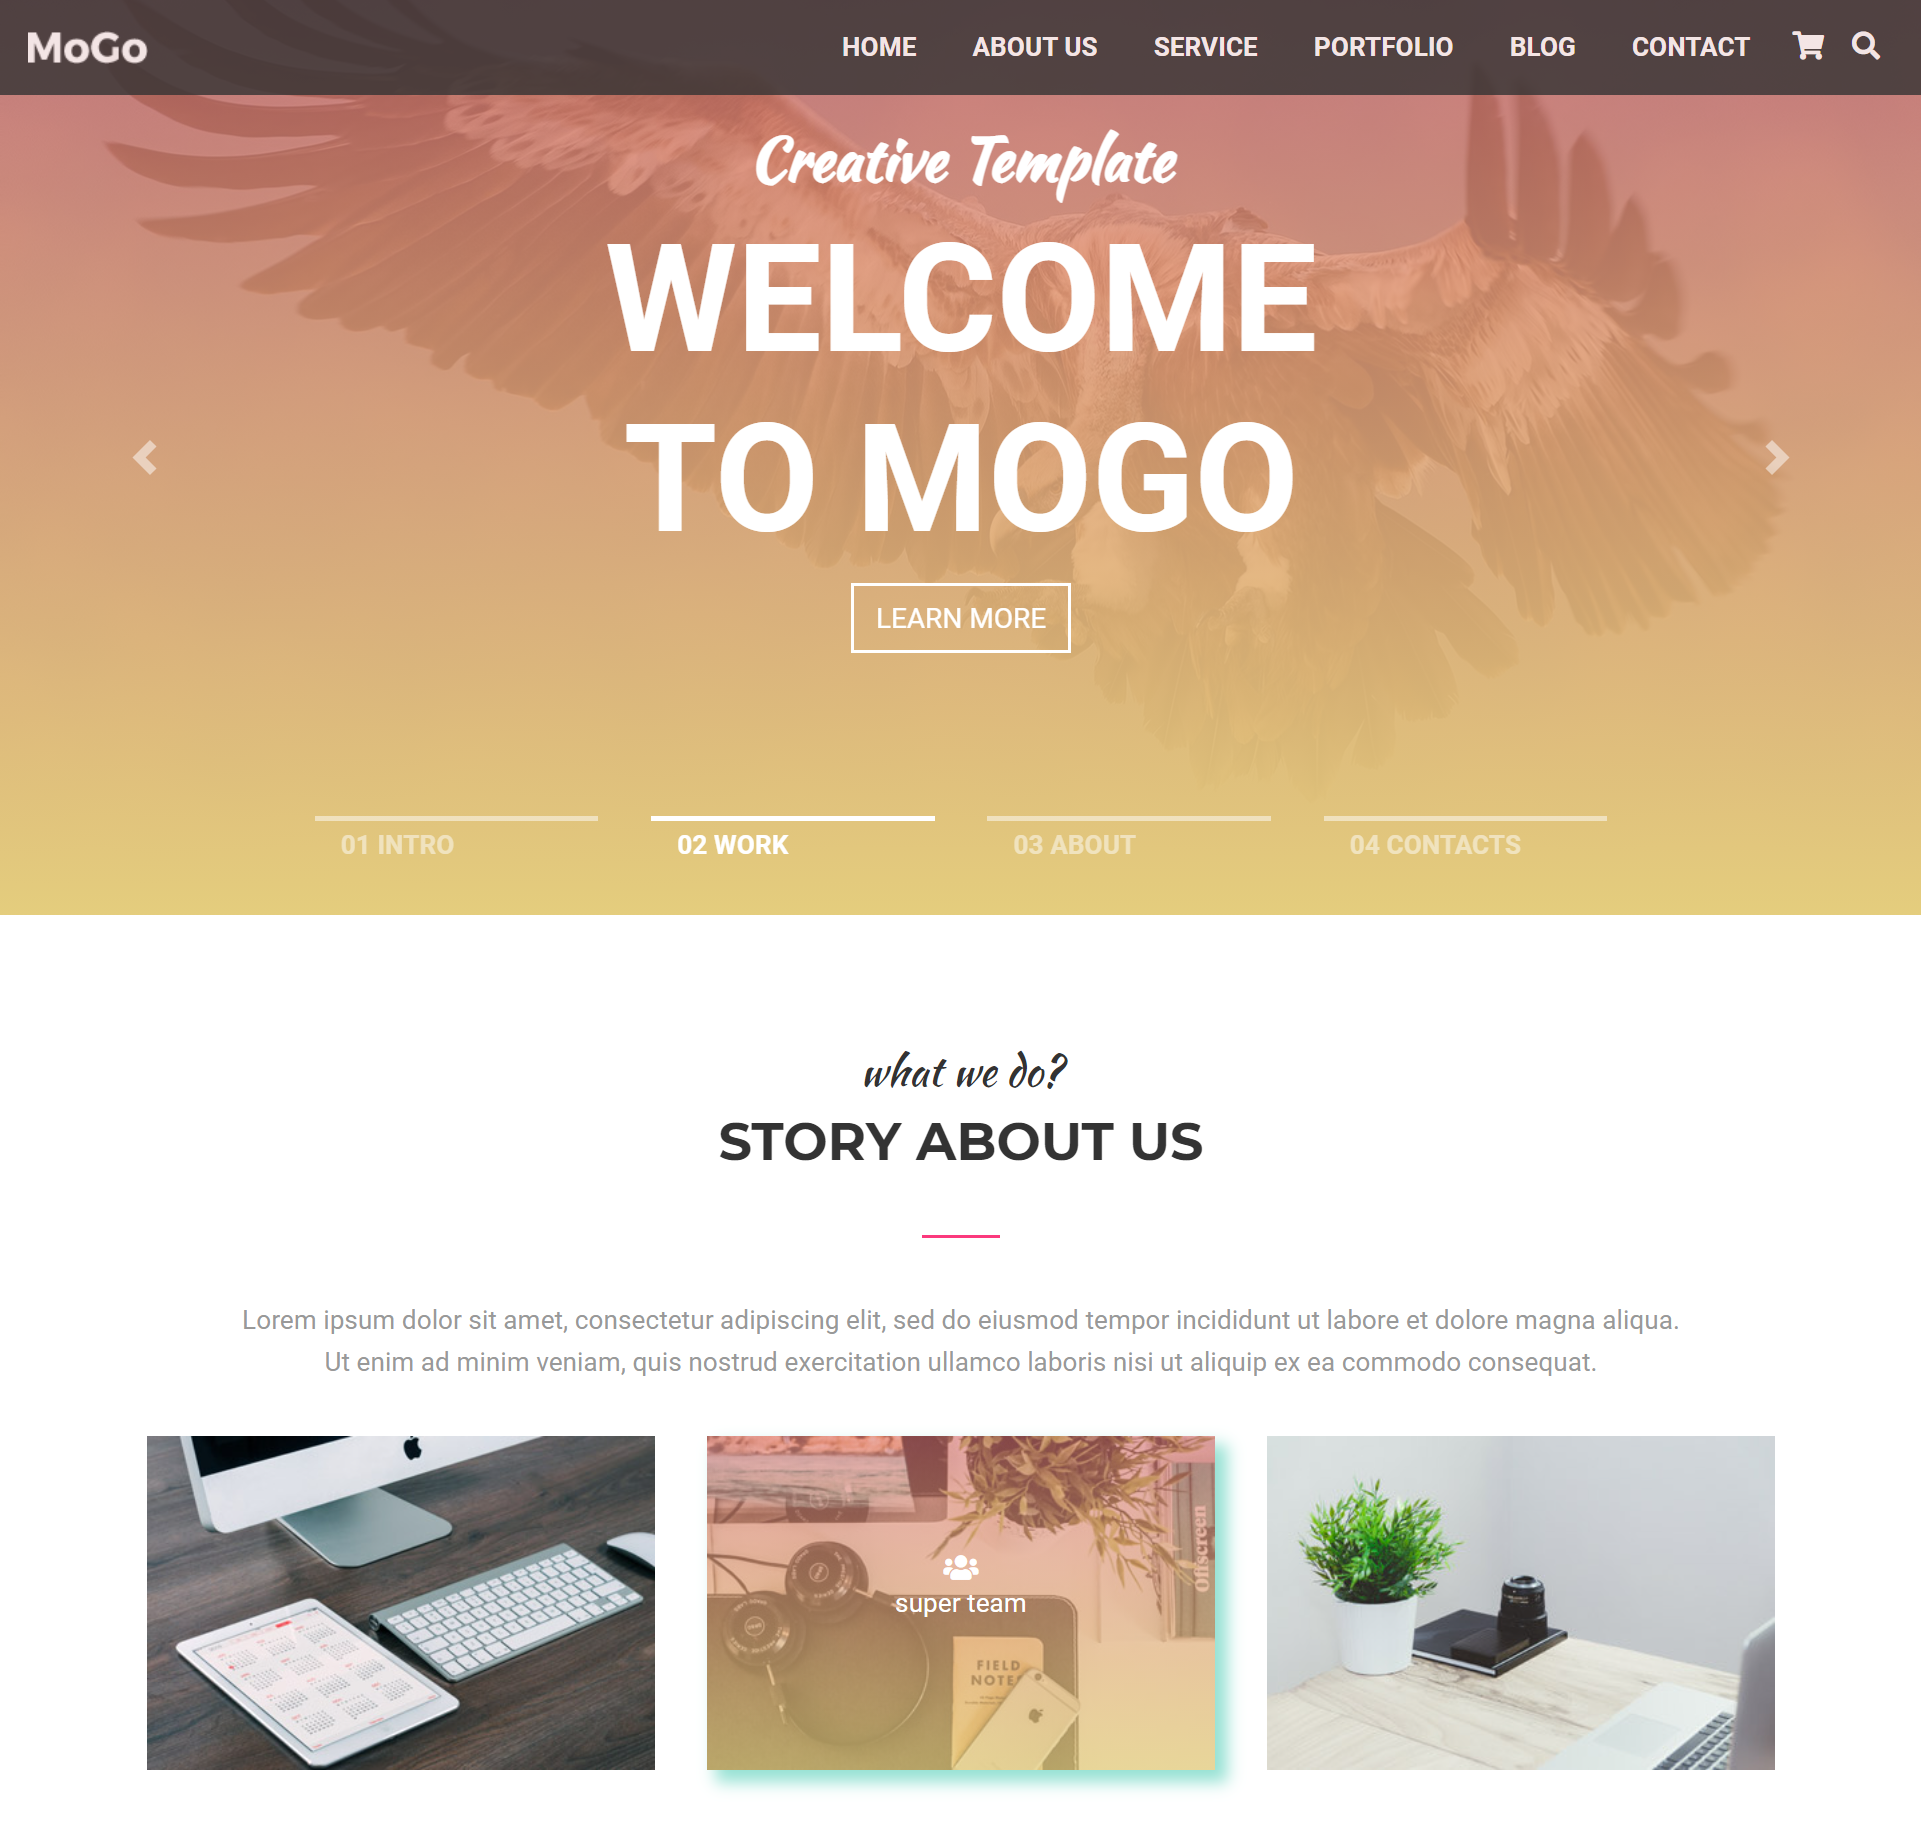 MoGo
HOME ABOUT US SERVICE PORTFOLIO BLOG CONTACT
Creative Template
WELCOME
TO MOGO
LEARN MORE
01 INTRO
02 WORK
03 ABOUT
04 CONTACTS
what we do?
STORY ABOUT US
Lorem ipsum dolor sit amet, consectetur adipiscing elit, sed do eiusmod tempor incididunt ut labore et dolore magna aliqua.
Ut enim ad minim veniam, quis nostrud exercitation ullamco laboris nisi ut aliquip ex ea commodo consequat.
Offscreen
super team
FIELD
NOTES